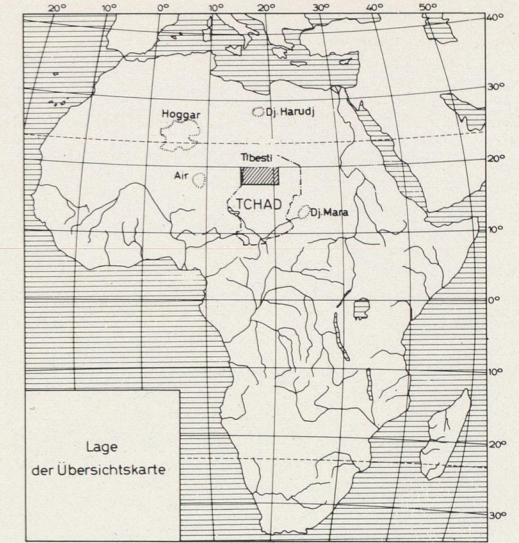 20° 10° 0° 10° 20° 30° 40° 50°
40°
30°
Hoggar
Dj. Harudj
20°
Tibesti
Air
TCHAD
Dj. Mara
10°
0°
10°
Lage
der Übersichtskarte
20°
30°